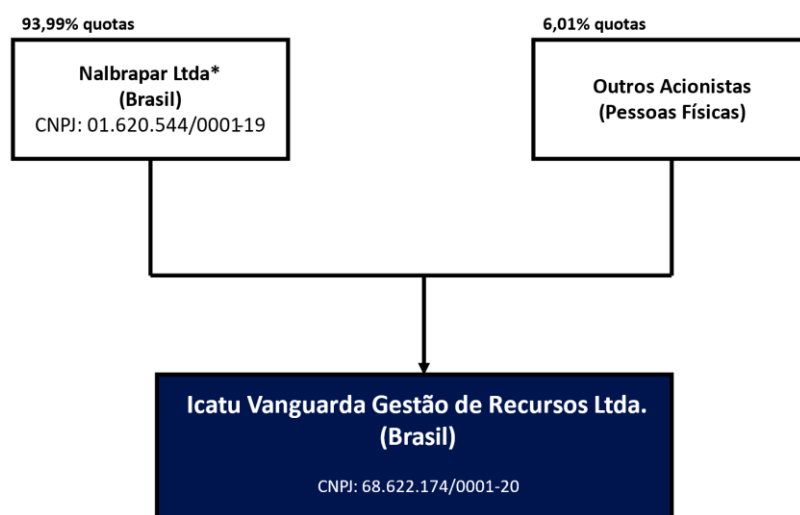 93,99% quotas
Nalbrapar Ltda*
(Brasil)
CNPJ: 01.620.544/0001-19
6,01% quotas
Outros Acionistas
(Pessoas Físicas)
Icatu Vanguarda Gestão de Recursos Ltda.
(Brasil)
CNPJ: 68.622.174/0001-20